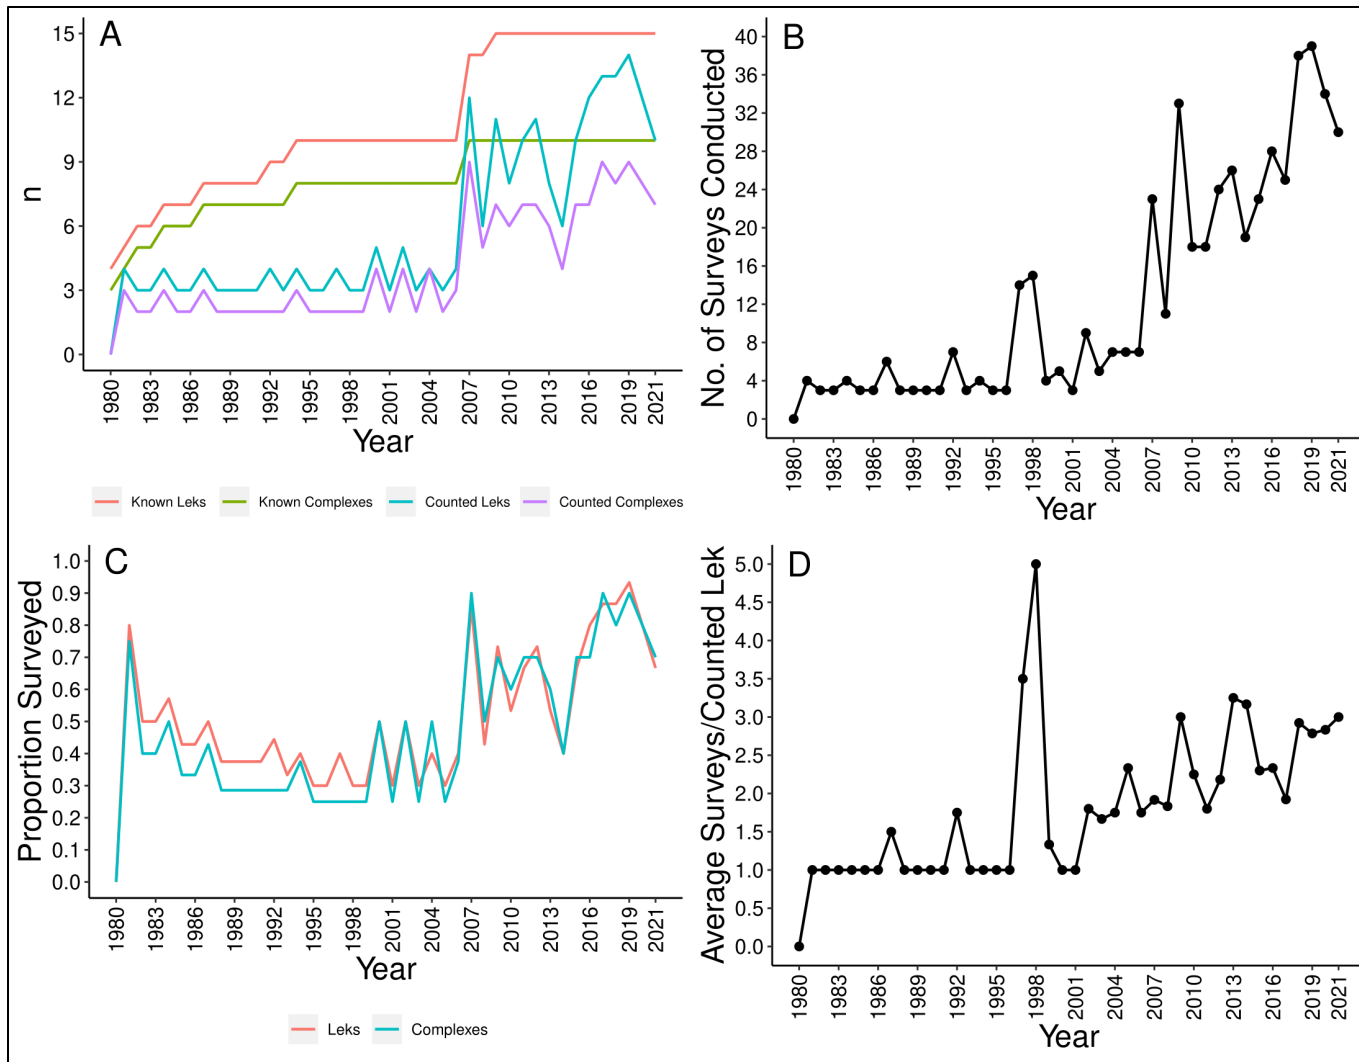 A
n
15
12
9
6
3
0
1980 1983 1986 1989 1992 1995 1998 2001 2004 2007 2010 2013 2016 2019 2021
Year
Known Leks Known Complexes Counted Leks Counted Complexes
B
No. of Surveys Conducted
40
36
32
28
24
20
16
12
8
4
0
1980 1983 1986 1989 1992 1995 1998 2001 2004 2007 2010 2013 2016 2019 2021
Year
C
Proportion Surveyed
1.0
0.9
0.8
0.7
0.6
0.5
0.4
0.3
0.2
0.1
0.0
1980 1983 1986 1989 1992 1995 1998 2001 2004 2007 2010 2013 2016 2019 2021
Year
Leks Complexes
D
Average Surveys/Counted Lek
5.0
4.5
4.0
3.5
3.0
2.5
2.0
1.5
1.0
0.5
0.0
1980 1983 1986 1989 1992 1995 1998 2001 2004 2007 2010 2013 2016 2019 2021
Year